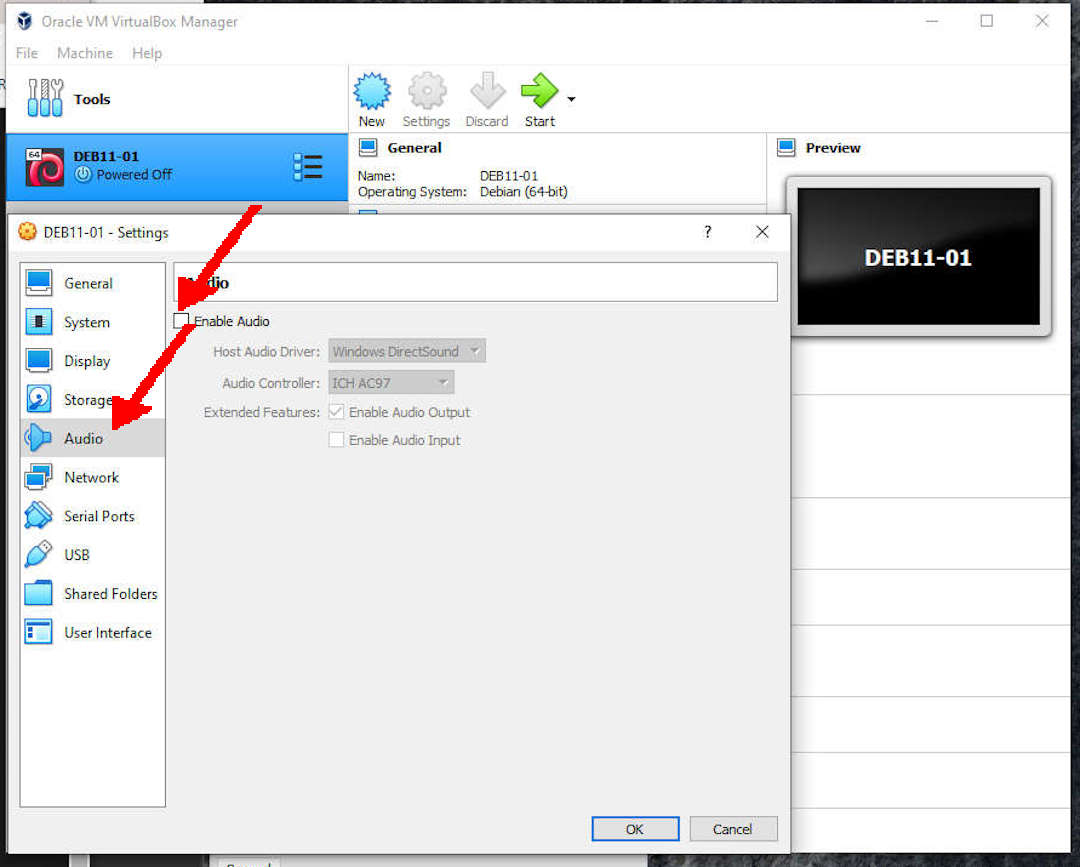 Oracle VM VirtualBox Manager
File Machine Help
Tools
New Settings Discard Start
64
DEB11-01
Powered Off
General
Name: DEB11-01
Operating System: Debian (64-bit)
Preview
DEB11-01
DEB11-01 - Settings
?
General
System
Display
Storage
Audio
Network
Serial Ports
USB
Shared Folders
User Interface
Audio
Enable Audio
Host Audio Driver: Windows DirectSound
Audio Controller: ICH AC97
Extended Features: Enable Audio Output
Enable Audio Input
OK Cancel